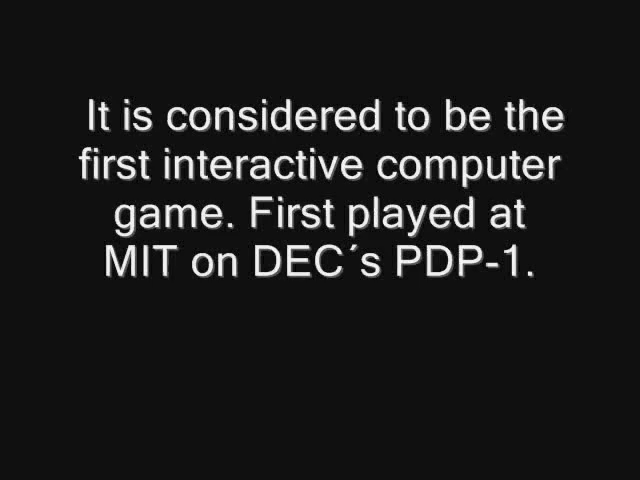 It is considered to be the
first interactive computer
game. First played at
MIT on DEC´s PDP-1.